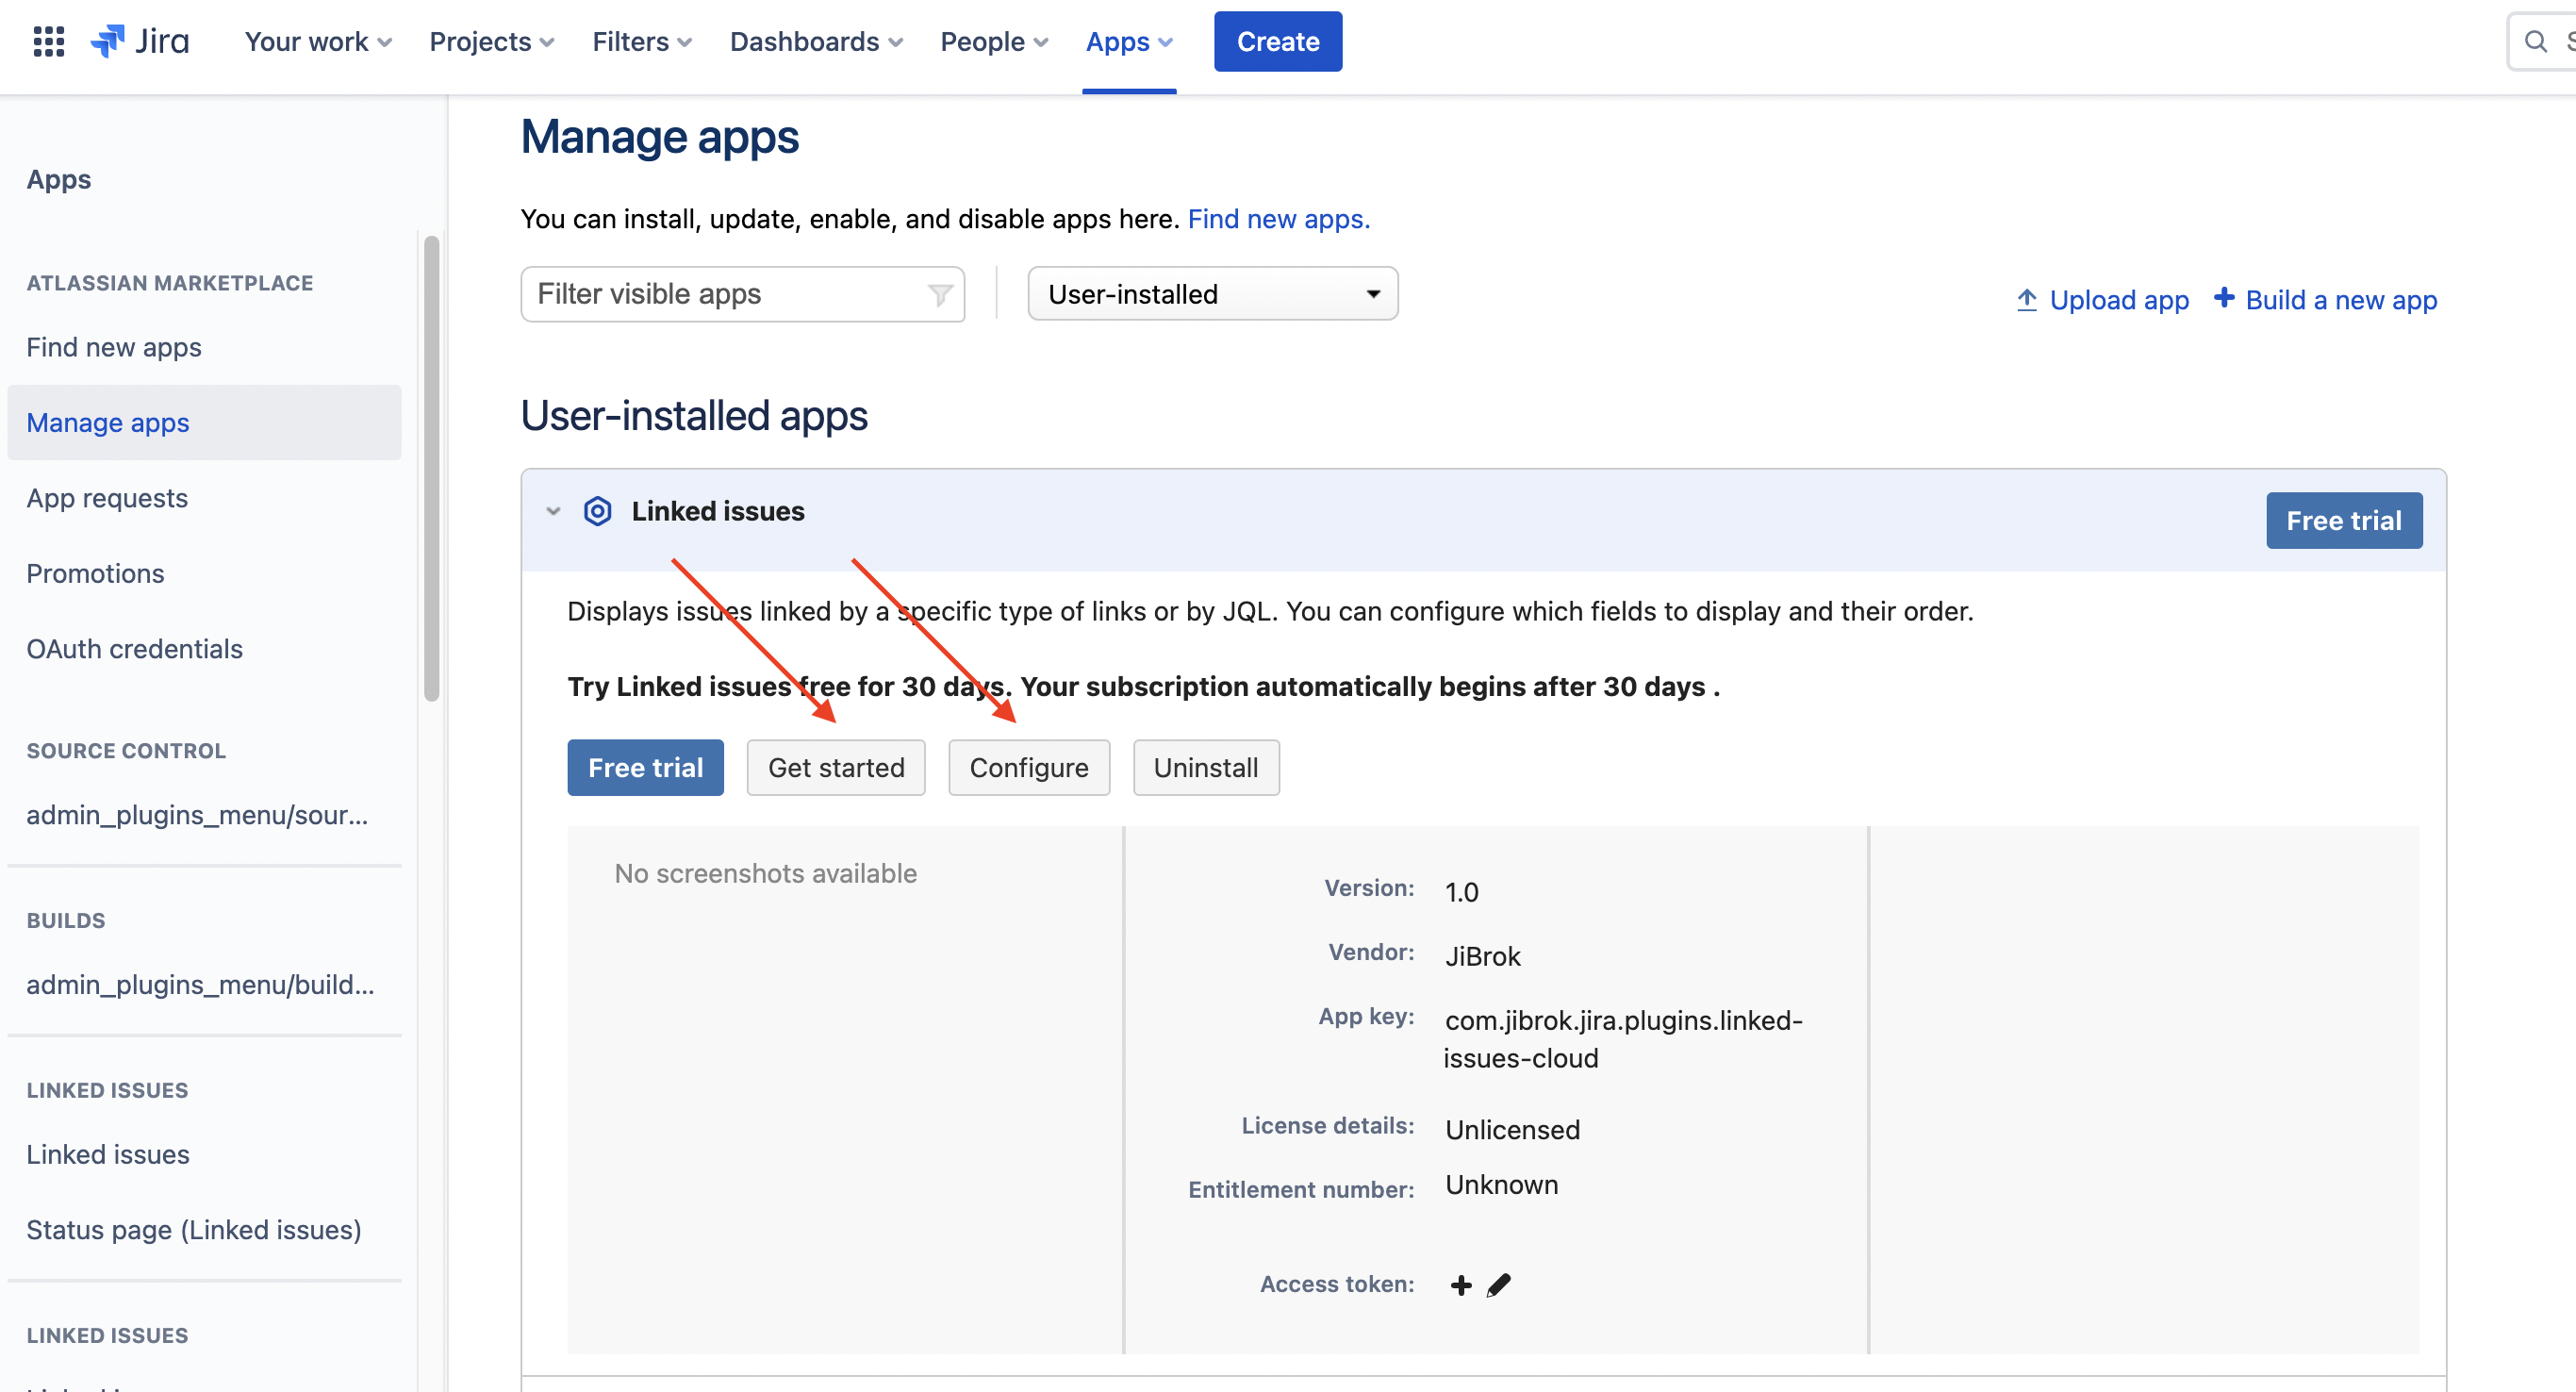 Jira
Your work
Projects
Filters
Dashboards
People
Apps
Create
Apps
ATLASSIAN MARKETPLACE
Find new apps
Manage apps
App requests
Promotions
OAuth credentials
SOURCE CONTROL
admin_plugins_menu/sour...
BUILDS
admin_plugins_menu/build...
LINKED ISSUES
Linked issues
Status page (Linked issues)
LINKED ISSUES
Manage apps
You can install, update, enable, and disable apps here. Find new apps.
Filter visible apps
User-installed
Upload app
Build a new app
User-installed apps
Linked issues
Free trial
Displays issues linked by a specific type of links or by JQL. You can configure which fields to display and their order.
Try Linked issues free for 30 days. Your subscription automatically begins after 30 days .
Free trial
Get started
Configure
Uninstall
No screenshots available
Version: 1.0
Vendor: JiBrok
App key: com.jibrok.jira.plugins.linked-
issues-cloud
License details: Unlicensed
Entitlement number: Unknown
Access token: